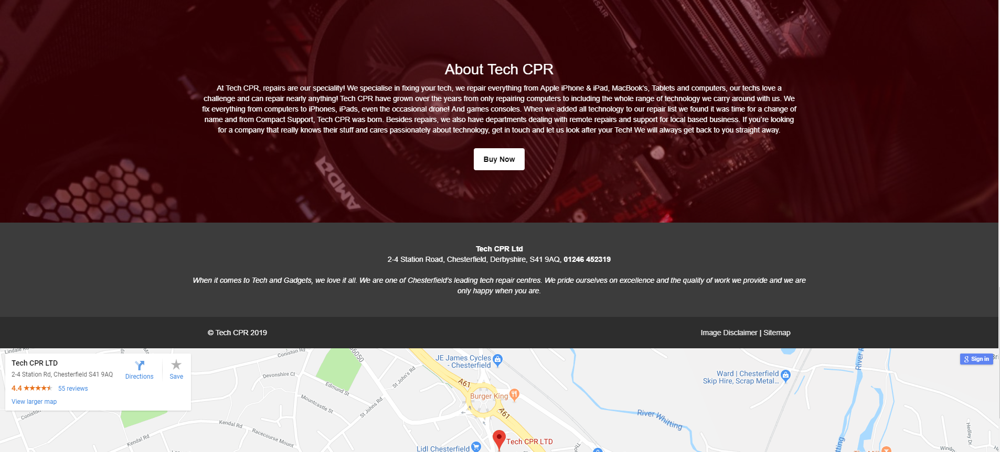 CORSAIR
About Tech CPR
At Tech CPR, repairs are our speciality! We specialise in fixing your tech, we repair everything from Apple iPhone & iPad, MacBook's, Tablets and computers, our techs love a
challenge and can repair nearly anything! Tech CPR have grown over the years from only repairing computers to including the whole range of technology we carry around with us. We
fix everything from computers to iPhones, iPads, even the occasional drone! And games consoles. When we added all technology to our repair list we found it was time for a change of
name and from Compact Support, Tech CPR was born. Besides repairs, we also have departments dealing with remote repairs and support for local based business. If you're looking
for a company that really knows their stuff and cares passionately about technology, get in touch and let us look after your Tech! We will always get back to you straight away.
Buy Now
AMD
ASUS
PLUS
Tech CPR Ltd
2-4 Station Road, Chesterfield, Derbyshire, S41 9AQ, 01246 452319
When it comes to Tech and Gadgets, we love it all. We are one of Chesterfield's leading tech repair centres. We pride ourselves on excellence and the quality of work we provide and we are
only happy when you are.
© Tech CPR 2019
Image Disclaimer | Sitemap
Tech CPR LTD
2-4 Station Rd, Chesterfield S41 9AQ
Directions
Save
4.4
55 reviews
View larger map
Coniston Rd
Devonshire Cl
Edmund St
Mountcastle St
St John's Rd
St Johns Rd
Kendal Rd
Kendal Rd
Racecourse Mount
Coniston
A61
A61
JE James Cycles
- Chesterfield
Burger King
Tech CPR LTD
Lidl Chesterfield
Ward | Chesterfield
Skip Hire, Scrap Metal...
River Whitting
River
Sign in
Hedley Dr